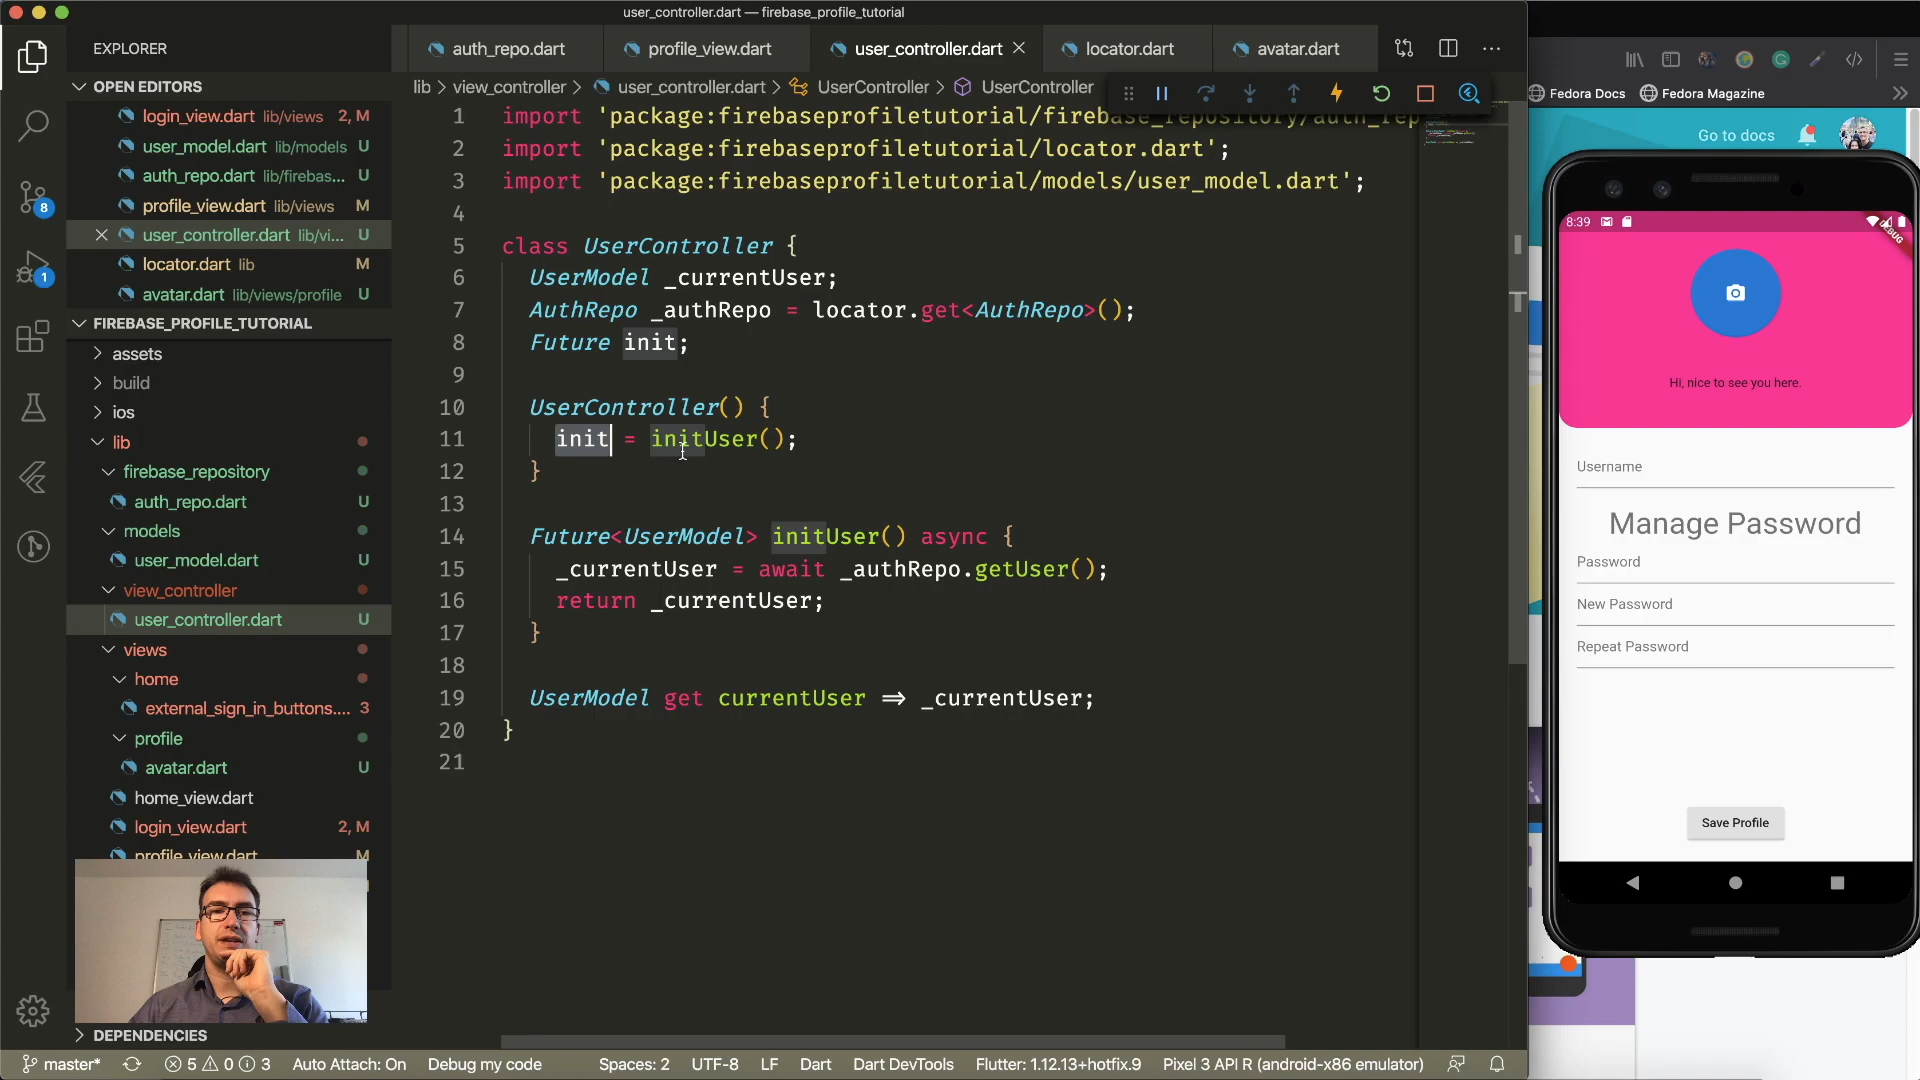 user_controller.dart — firebase_profile_tutorial
EXPLORER
OPEN EDITORS
login_view.dart lib/views 2, M
user_model.dart lib/models U
auth_repo.dart lib/firebas... U
profile_view.dart lib/views M
user_controller.dart lib/vi... U
locator.dart lib M
avatar.dart lib/views/profile U
FIREBASE_PROFILE_TUTORIAL
assets
build
ios
lib
firebase_repository
auth_repo.dart U
models
user_model.dart U
view_controller
user_controller.dart U
views
home
external_sign_in_buttons.... 3
profile
avatar.dart U
home_view.dart
login_view.dart 2, M
profile_view.dart M
DEPENDENCIES
8
1
auth_repo.dart profile_view.dart user_controller.dart locator.dart avatar.dart
lib > view_controller > user_controller.dart > UserController > UserController
1 import 'package:firebaseprofiletutorial/firebase_repository/auth_rep
2 import 'package:firebaseprofiletutorial/locator.dart';
3 import 'package:firebaseprofiletutorial/models/user_model.dart';
4
5 class UserController {
6 UserModel _currentUser;
7 AuthRepo _authRepo = locator.get<AuthRepo>();
8 Future init;
9
10 UserController() {
11 init = initUser();
12 }
13
14 Future<UserModel> initUser() async {
15 _currentUser = await _authRepo.getUser();
16 return _currentUser;
17 }
18
19 UserModel get currentUser => _currentUser;
20 }
21
master* 5 0 3 Auto Attach: On Debug my code Spaces: 2 UTF-8 LF Dart Dart DevTools Flutter: 1.12.13+hotfix.9 Pixel 3 API R (android-x86 emulator)
Fedora Docs Fedora Magazine
Go to docs
8:39
DEBUG
Hi, nice to see you here.
Username
Manage Password
Password
New Password
Repeat Password
Save Profile